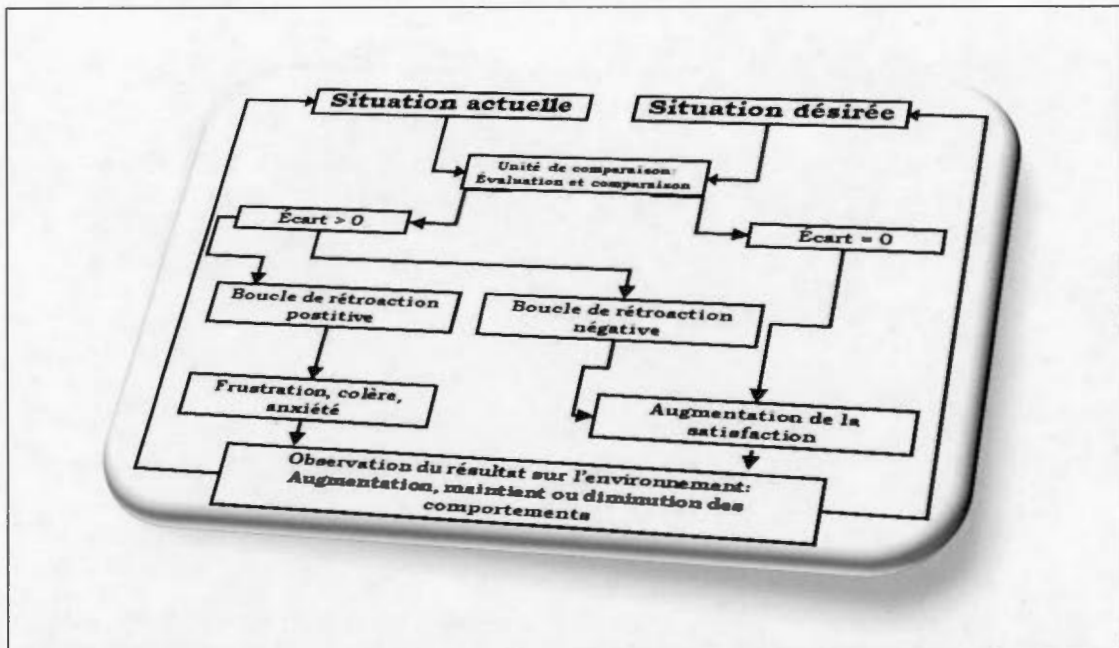 Situation actuelle
Situation désirée
Unité de comparaison:
Évaluation et comparaison
Écart > 0
Écart = 0
Boucle de rétroaction
postitive
Boucle de rétroaction
négative
Frustration, colère,
anxiété
Augmentation de la
satisfaction
Observation du résultat sur l'environnement:
Augmentation, maintient ou diminution des
comportements